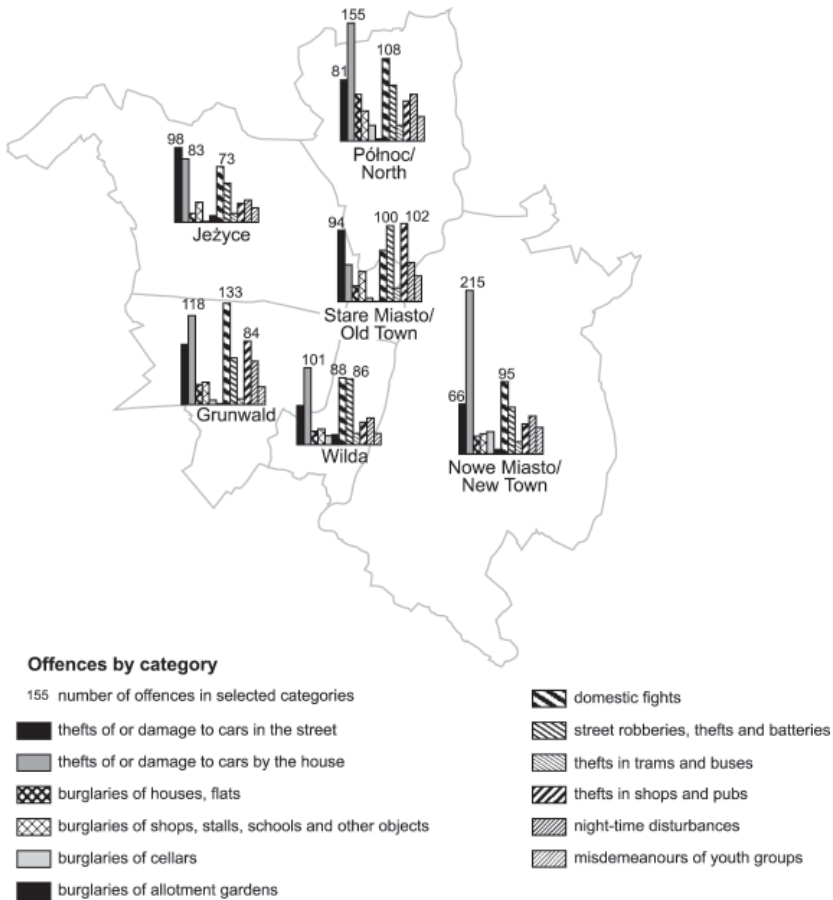 155
108
81
Północ/
North
98
83
73
Jeżyce
94
100
102
Stare Miasto/
Old Town
118
133
84
Grunwald
101
88
86
Wilda
215
66
95
Nowe Miasto/
New Town
Offences by category
155 number of offences in selected categories
thefts of or damage to cars in the street
thefts of or damage to cars by the house
burglaries of houses, flats
burglaries of shops, stalls, schools and other objects
burglaries of cellars
burglaries of allotment gardens
domestic fights
street robberies, thefts and batteries
thefts in trams and buses
thefts in shops and pubs
night-time disturbances
misdemeanours of youth groups